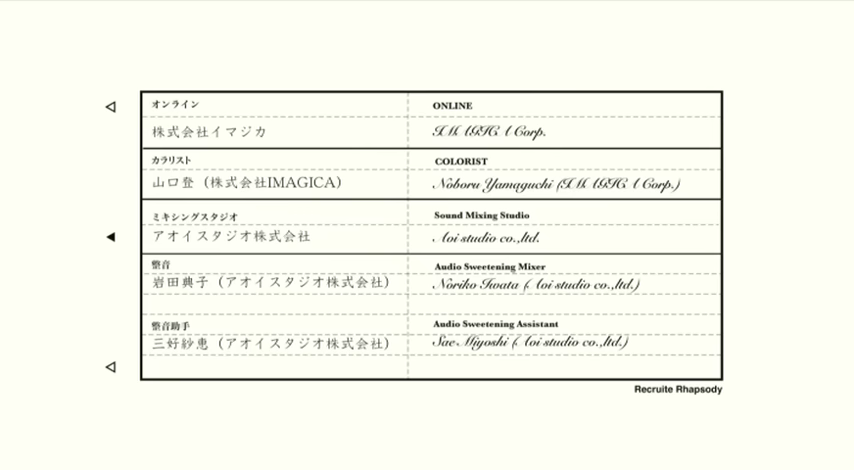 オンライン
ONLINE
株式会社イマジカ
IMAGICA Corp.
カラリスト
COLORIST
山口登（株式会社IMAGICA）
Noboru Yamaguchi (IMAGICA Corp.)
ミキシングスタジオ
Sound Mixing Studio
アオイスタジオ株式会社
Aoi studio co.,ltd.
整音
Audio Sweetening Mixer
岩田典子（アオイスタジオ株式会社）
Noriko Iwata (Aoi studio co.,ltd.)
整音助手
Audio Sweetening Assistant
三好紗恵（アオイスタジオ株式会社）
Sae Miyoshi (Aoi studio co.,ltd.)
Recruite Rhapsody